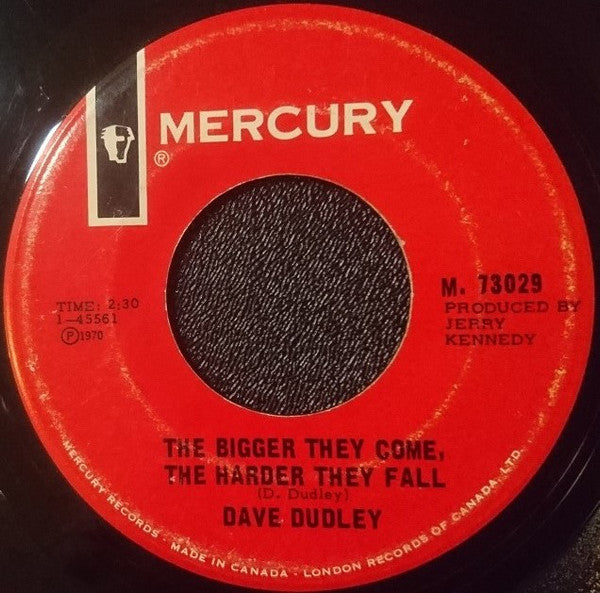 MERCURY
®
M. 73029
PRODUCED BY
JERRY
KENNEDY
TIME: 2:30
1-45561
Ⓟ1970
THE BIGGER THEY COME,
THE HARDER THEY FALL
(D. Dudley)
DAVE DUDLEY
MERCURY RECORDS · MADE IN CANADA · LONDON RECORDS OF CANADA, LTD.